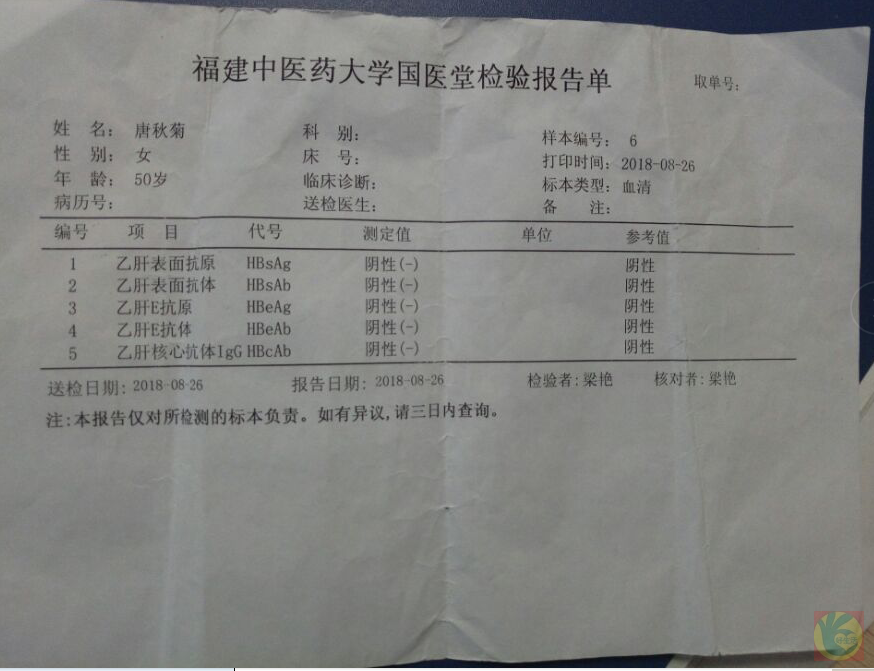 福建中医药大学国医堂检验报告单
取单号:
姓 名: 唐秋菊 科 别: 样本编号: 6
性 别: 女 床 号: 打印时间: 2018-08-26
年 龄: 50岁 临床诊断: 标本类型: 血清
病历号: 送检医生: 备 注:
编号 项 目 代号 测定值 单位 参考值
1 乙肝表面抗原 HBsAg 阴性(-) 阴性
2 乙肝表面抗体 HBsAb 阴性(-) 阴性
3 乙肝E抗原 HBeAg 阴性(-) 阴性
4 乙肝E抗体 HBeAb 阴性(-) 阴性
5 乙肝核心抗体IgG HBcAb 阴性(-) 阴性
送检日期: 2018-08-26 报告日期: 2018-08-26 检验者: 梁艳 核对者: 梁艳
注:本报告仅对所检测的标本负责。如有异议,请三日内查询。